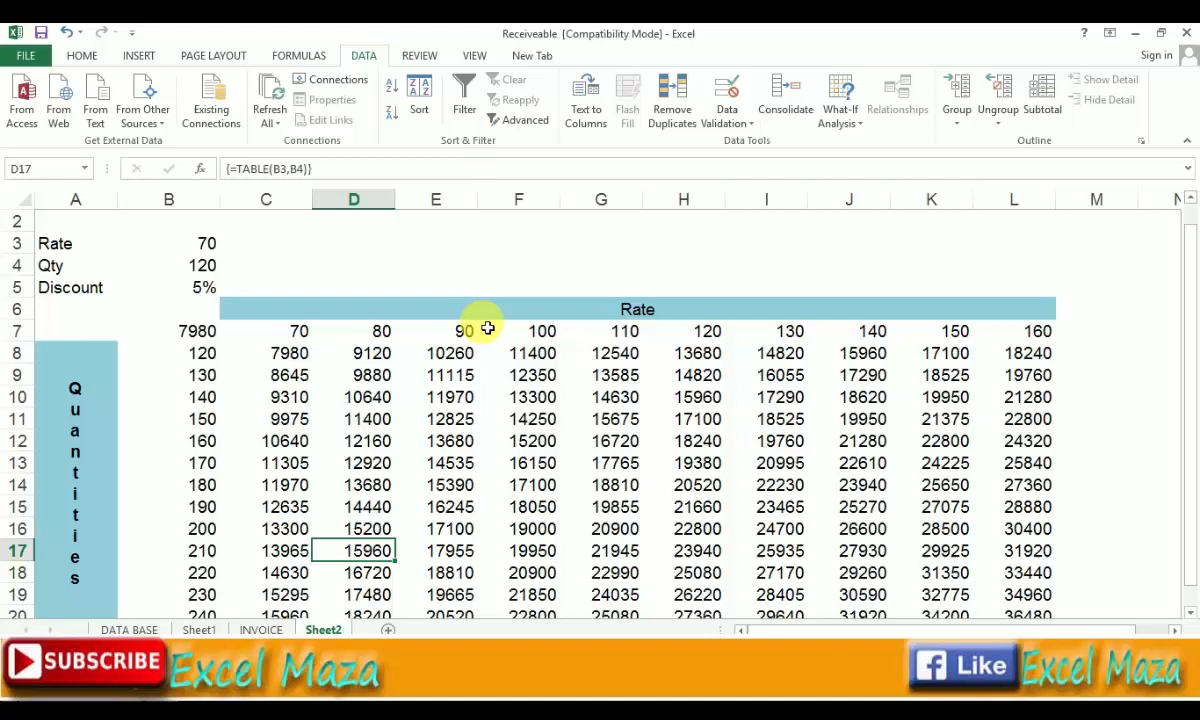 Receiveable [Compatibility Mode] - Excel
? 
Sign in
FILE HOME INSERT PAGE LAYOUT FORMULAS DATA REVIEW VIEW New Tab
From Access
From Web
From Text
From Other Sources
Existing Connections
Get External Data
Refresh All
Connections
Properties
Edit Links
Connections
Sort
Filter
Clear
Reapply
Advanced
Sort & Filter
Text to Columns
Flash Fill
Remove Duplicates
Data Validation
Consolidate
What-If Analysis
Relationships
Data Tools
Group
Ungroup
Subtotal
Show Detail
Hide Detail
Outline
D17 fx {=TABLE(B3,B4)}
A B C D E F G H I J K L M N
2
3 Rate 70
4 Qty 120
5 Discount 5%
6 Rate
7 7980 70 80 90 100 110 120 130 140 150 160
8 120 7980 9120 10260 11400 12540 13680 14820 15960 17100 18240
9 130 8645 9880 11115 12350 13585 14820 16055 17290 18525 19760
10 140 9310 10640 11970 13300 14630 15960 17290 18620 19950 21280
11 150 9975 11400 12825 14250 15675 17100 18525 19950 21375 22800
12 160 10640 12160 13680 15200 16720 18240 19760 21280 22800 24320
13 170 11305 12920 14535 16150 17765 19380 20995 22610 24225 25840
14 180 11970 13680 15390 17100 18810 20520 22230 23940 25650 27360
15 190 12635 14440 16245 18050 19855 21660 23465 25270 27075 28880
16 200 13300 15200 17100 19000 20900 22800 24700 26600 28500 30400
17 210 13965 15960 17955 19950 21945 23940 25935 27930 29925 31920
18 220 14630 16720 18810 20900 22990 25080 27170 29260 31350 33440
19 230 15295 17480 19665 21850 24035 26220 28405 30590 32775 34960
20 240 15960 18240 20520 22800 25080 27360 29640 31920 34200 36480
Quantities
DATA BASE Sheet1 INVOICE Sheet2
SUBSCRIBE Excel Maza
f Like Excel Maza